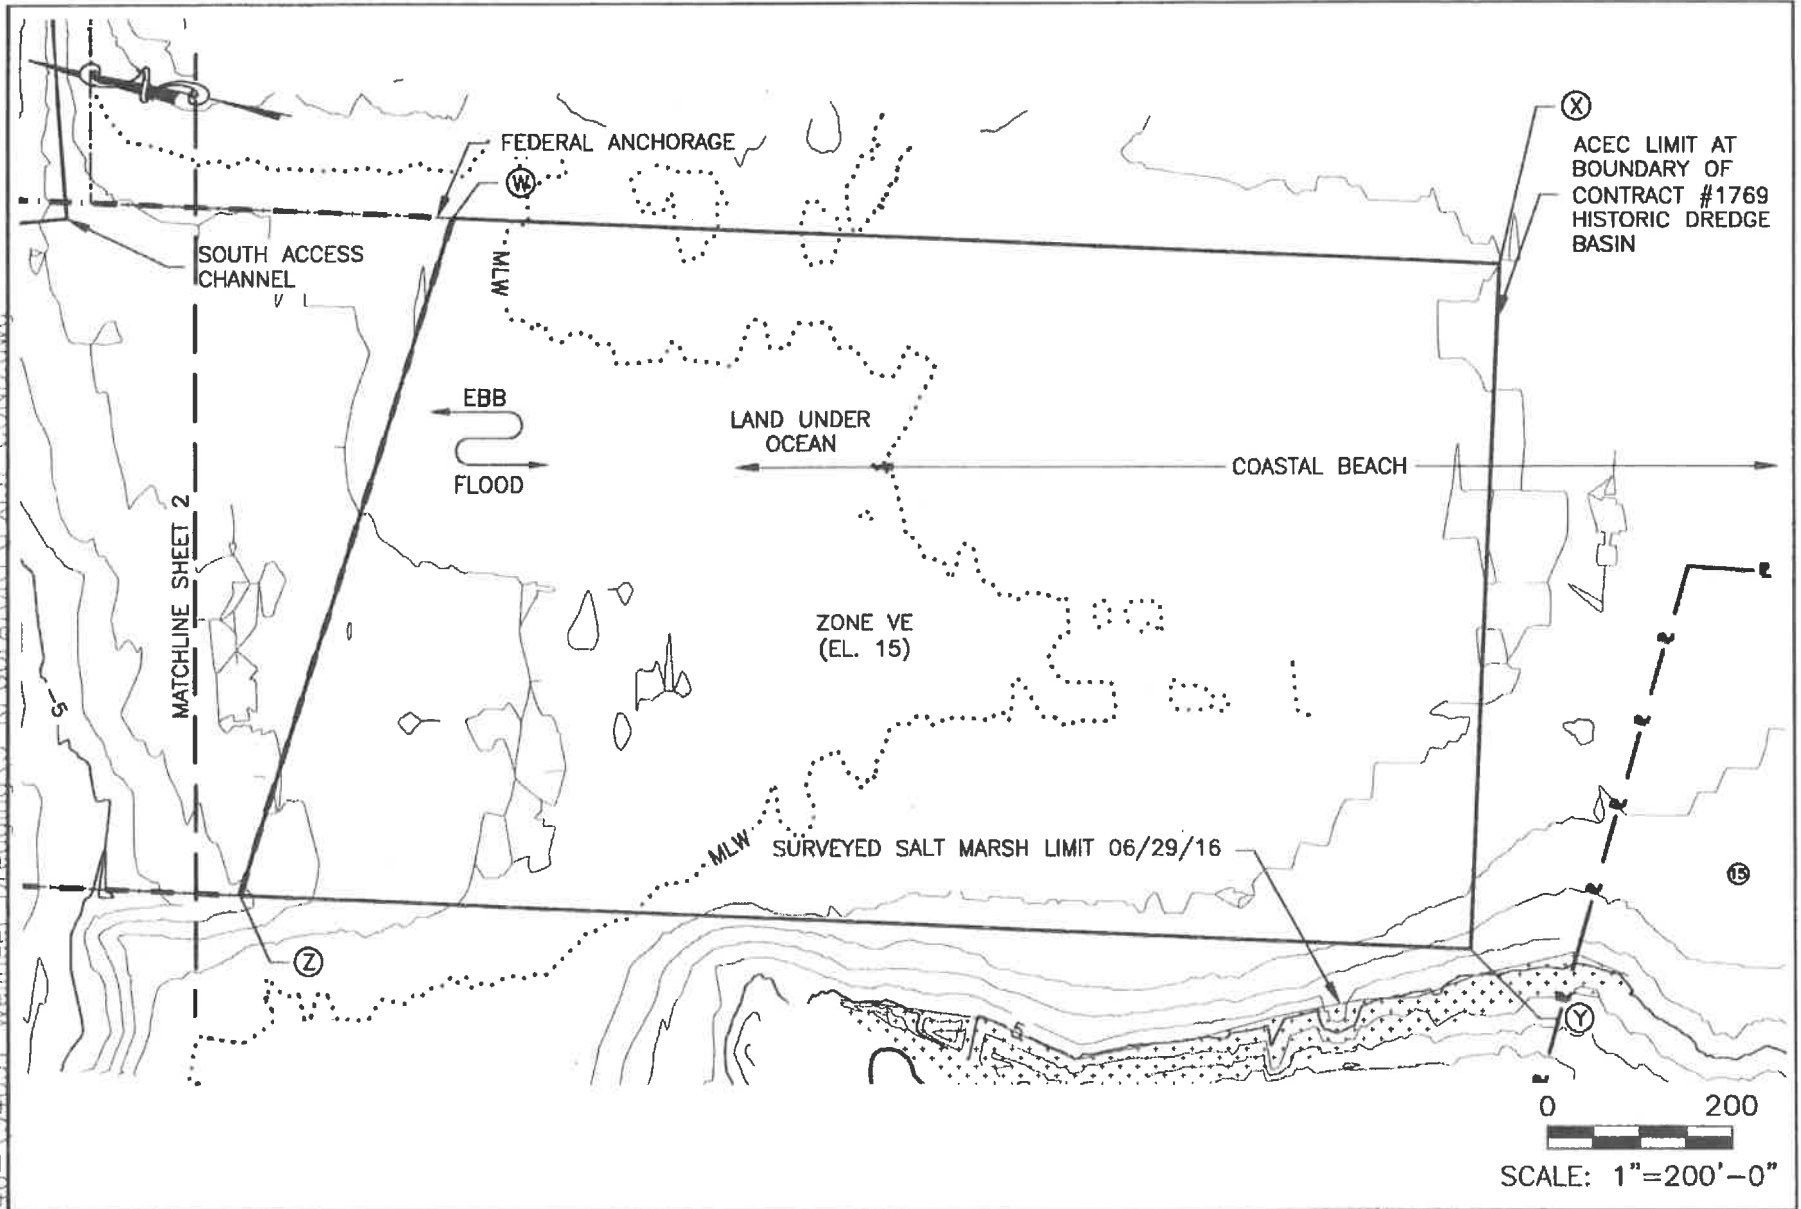 FEDERAL ANCHORAGE
W
X
ACEC LIMIT AT
BOUNDARY OF
CONTRACT #1769
HISTORIC DREDGE
BASIN
SOUTH ACCESS
CHANNEL
MLW
EBB
FLOOD
LAND UNDER
OCEAN
COASTAL BEACH
MATCHLINE SHEET 2
ZONE VE
(EL. 15)
-5
MLW
SURVEYED SALT MARSH LIMIT 06/29/16
15
Z
Y
5
0 200
SCALE: 1"=200'-0"